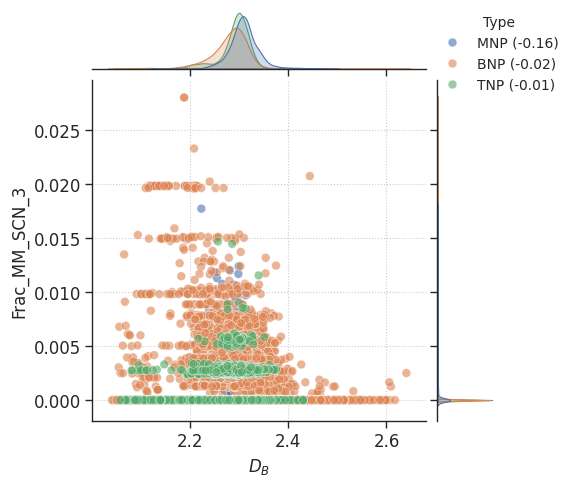 Type
MNP (-0.16)
BNP (-0.02)
TNP (-0.01)
0.025
0.020
0.015
0.010
0.005
0.000
Frac_MM_SCN_3
2.2 2.4 2.6
D_B